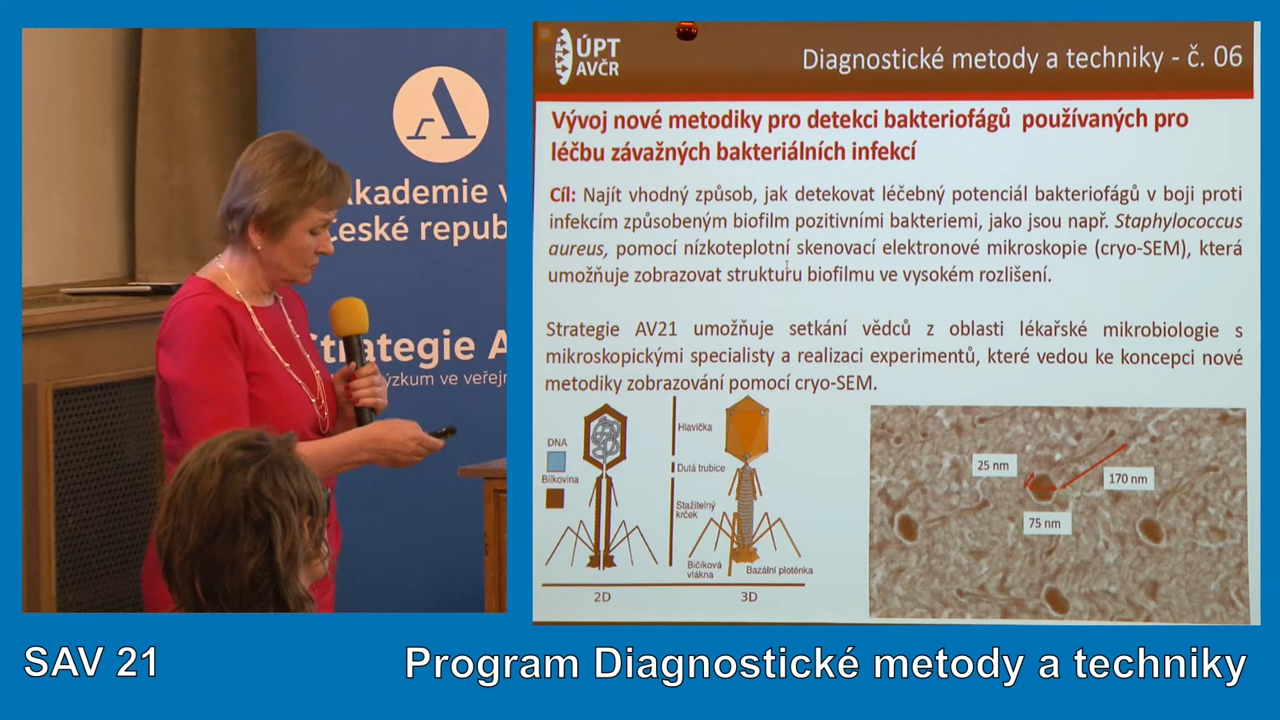 kademie v
eské repub
Strategie A
ýzkum ve veřejn
ÚPT
AVČR
Diagnostické metody a techniky - č. 06
Vývoj nové metodiky pro detekci bakteriofágů používaných pro
léčbu závažných bakteriálních infekcí
Cíl: Najít vhodný způsob, jak detekovat léčebný potenciál bakteriofágů v boji proti
infekcím způsobeným biofilm pozitivními bakteriemi, jako jsou např. Staphylococcus
aureus, pomocí nízkoteplotní skenovací elektronové mikroskopie (cryo-SEM), která
umožňuje zobrazovat strukturu biofilmu ve vysokém rozlišení.
Strategie AV21 umožňuje setkání vědců z oblasti lékařské mikrobiologie s
mikroskopickými specialisty a realizaci experimentů, které vedou ke koncepci nové
metodiky zobrazování pomocí cryo-SEM.
DNA
Bílkovina
Hlavička
Dutá trubice
Stažitelný
krček
Bičíková
vlákna
Bazální ploténka
2D
3D
25 nm
170 nm
75 nm
SAV 21
Program Diagnostické metody a techniky